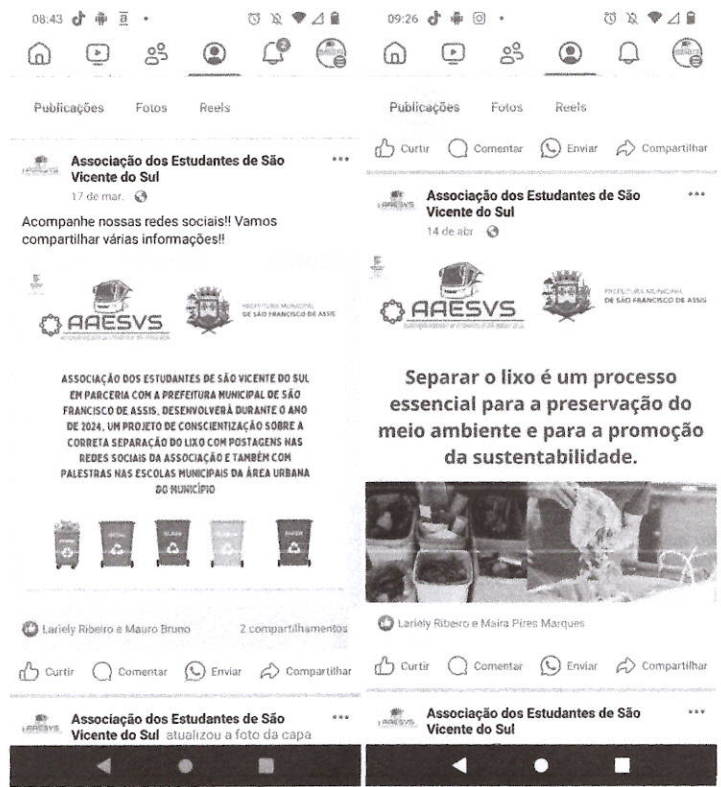 08:43
2
Publicações Fotos Reels
Associação dos Estudantes de São
Vicente do Sul
17 de mar.
Acompanhe nossas redes sociais!! Vamos
compartilhar várias informações!!
AAESVS
PREFEITURA MUNICIPAL
DE SÃO FRANCISCO DE ASSIS
ASSOCIAÇÃO DOS ESTUDANTES DE SÃO VICENTE DO SUL
EM PARCERIA COM A PREFEITURA MUNICIPAL DE SÃO
FRANCISCO DE ASSIS, DESENVOLVERÁ DURANTE O ANO
DE 2024, UM PROJETO DE CONSCIENTIZAÇÃO SOBRE A
CORRETA SEPARAÇÃO DO LIXO COM POSTAGENS NAS
REDES SOCIAIS DA ASSOCIAÇÃO E TAMBÉM COM
PALESTRAS NAS ESCOLAS MUNICIPAIS DA ÁREA URBANA
DO MUNICÍPIO
Lariely Ribeiro e Mauro Bruno 2 compartilhamentos
Curtir Comentar Enviar Compartilhar
Associação dos Estudantes de São
Vicente do Sul atualizou a foto da capa
09:26
Publicações Fotos Reels
Curtir Comentar Enviar Compartilhar
Associação dos Estudantes de São
Vicente do Sul
14 de abr
AAESVS
PREFEITURA MUNICIPAL
DE SÃO FRANCISCO DE ASSIS
Separar o lixo é um processo
essencial para a preservação do
meio ambiente e para a promoção
da sustentabilidade.
Lariely Ribeiro e Maira Pires Marques
Curtir Comentar Enviar Compartilhar
Associação dos Estudantes de São
Vicente do Sul